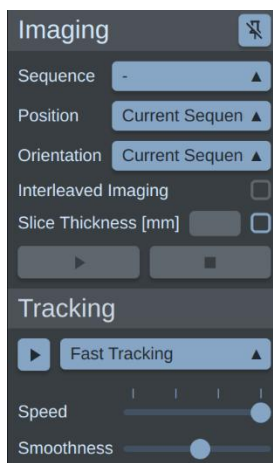 Imaging
Sequence -
Position Current Sequen
Orientation Current Sequen
Interleaved Imaging
Slice Thickness [mm]
Tracking
Fast Tracking
Speed
Smoothness